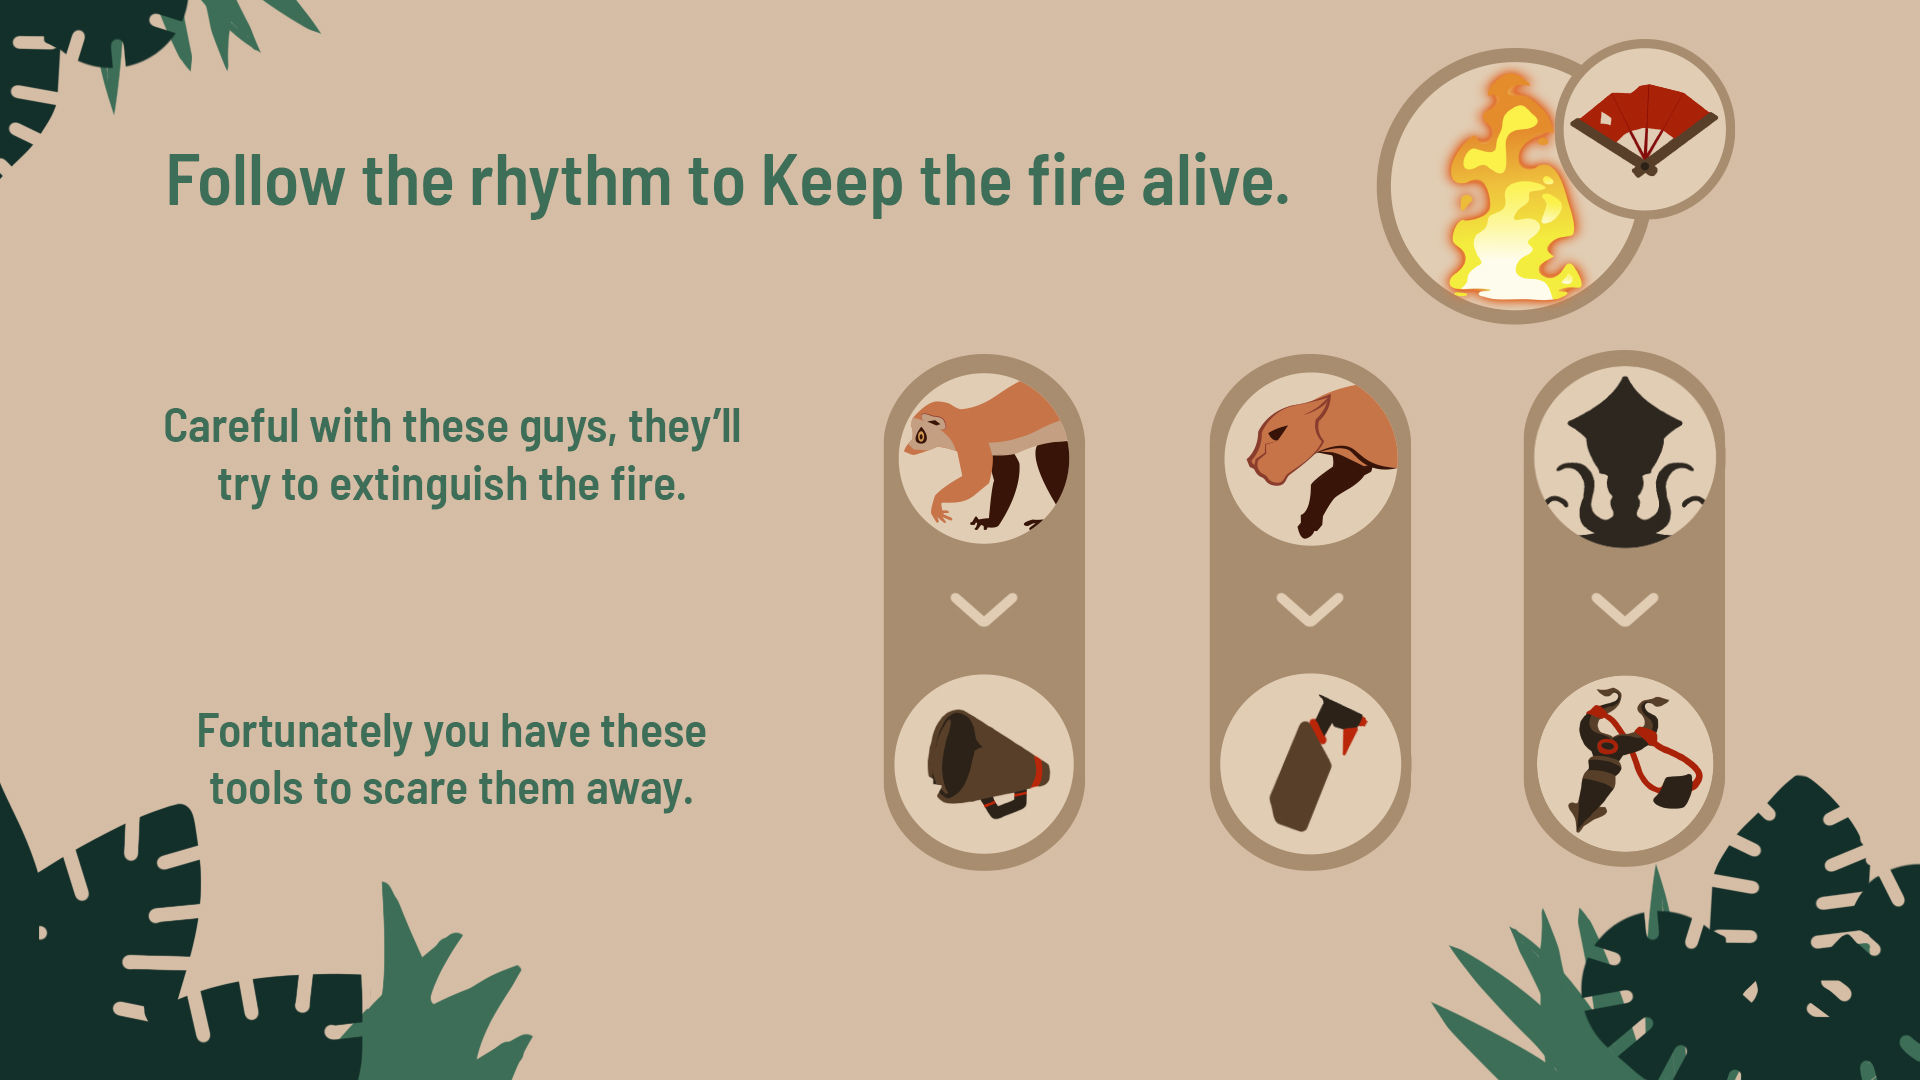 Follow the rhythm to Keep the fire alive.
Careful with these guys, they’ll
try to extinguish the fire.
Fortunately you have these
tools to scare them away.